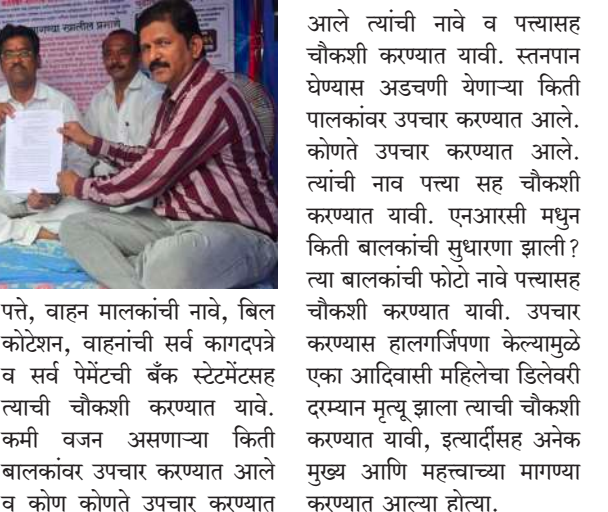 पत्ते, वाहन मालकांची नावे, बिल
कोटेशन, वाहनांची सर्व कागदपत्रे
व सर्व पेमेंटची बँक स्टेटमेंटसह
त्याची चौकशी करण्यात यावे.
कमी वजन असणाऱ्या किती
बालकांवर उपचार करण्यात आले
व कोण कोणते उपचार करण्यात
आले त्यांची नावे व पत्त्यासह
चौकशी करण्यात यावी. स्तनपान
घेण्यास अडचणी येणाऱ्या किती
पालकांवर उपचार करण्यात आले.
कोणते उपचार करण्यात आले.
त्यांची नाव पत्त्या सह चौकशी
करण्यात यावी. एनआरसी मधुन
किती बालकांची सुधारणा झाली?
त्या बालकांची फोटो नावे पत्त्यासह
चौकशी करण्यात यावी. उपचार
करण्यास हालगर्जिपणा केल्यामुळे
एका आदिवासी महिलेचा डिलेवरी
दरम्यान मृत्यू झाला त्याची चौकशी
करण्यात यावी, इत्यादींसह अनेक
मुख्य आणि महत्त्वाच्या मागण्या
करण्यात आल्या होत्या.